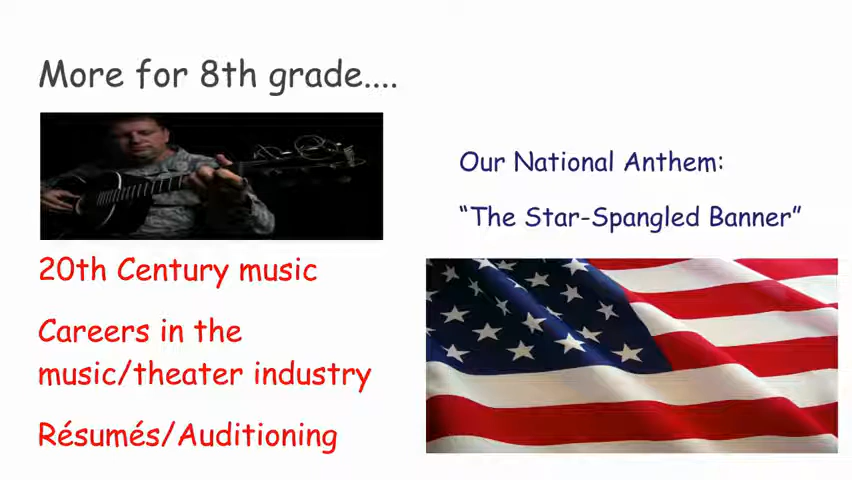 More for 8th grade....
20th Century music
Careers in the
music/theater industry
Résumés/Auditioning
Our National Anthem:
“The Star-Spangled Banner”